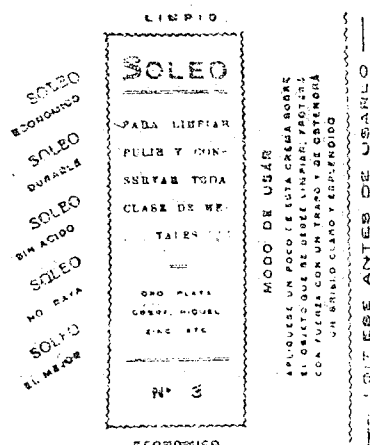 LIMPIO
SOLEO
ECONOMICO
SOLEO
DURABLE
SOLEO
SIN ACIDO
SOLEO
NO RAYA
SOLEO
EL MEJOR
SOLEO
PARA LIMPIAR
PULIR Y CON-
SERVAR TODA
CLASE DE ME-
TALES
ORO PLATA
COBRE NIQUEL
ZINC ETC
Nº 3
ECONOMICO
MODO DE USAR
APLIQUESE UN POCO DE ESTA CREMA SOBRE
EL OBJETO QUE SE DESEE LIMPIAR, FROTESE
CON FUERZA CON UN TRAPO Y SE OBTENDRÁ
UN BRILLO CLARO Y ESPLENDIDO
AGITESE ANTES DE USARLO